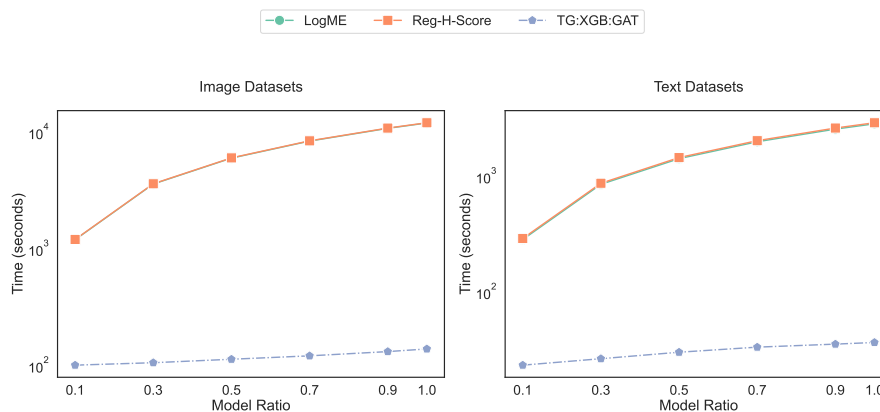 LogME Reg-H-Score TG:XGB:GAT
Image Datasets
Time (seconds)
10^4
10^3
10^2
0.1 0.3 0.5 0.7 0.9 1.0
Model Ratio
Text Datasets
Time (seconds)
10^3
10^2
0.1 0.3 0.5 0.7 0.9 1.0
Model Ratio